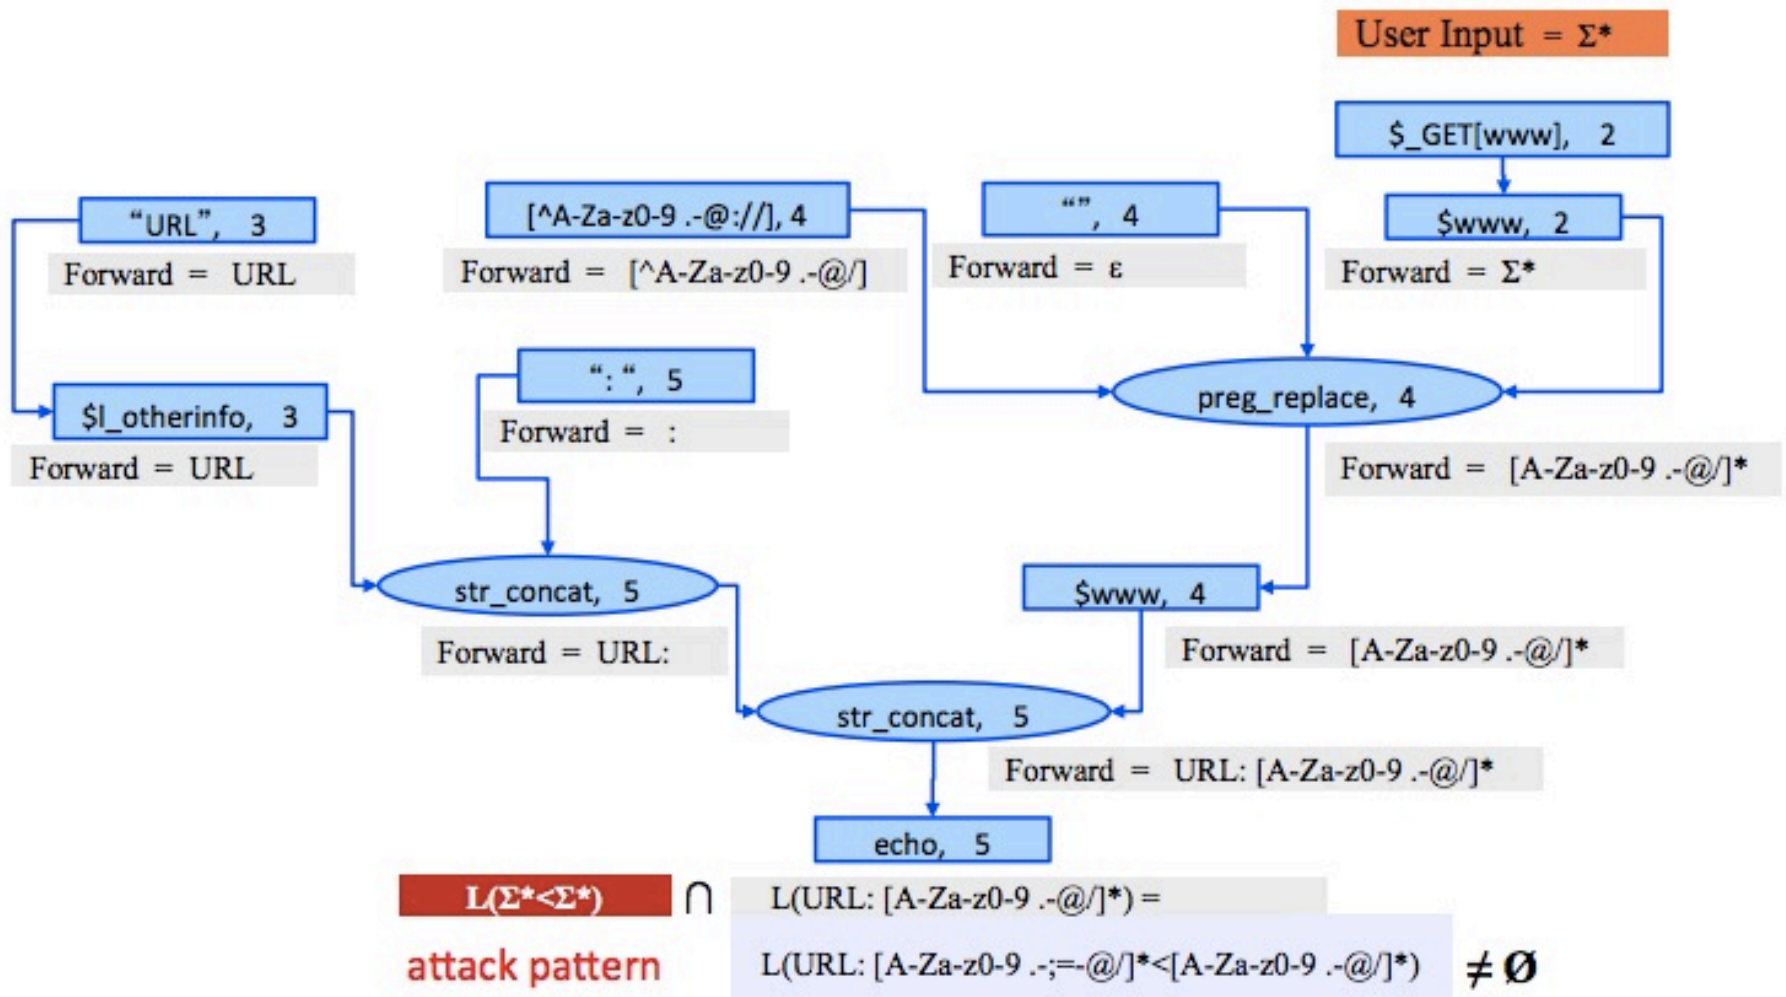 User Input = Σ*
$_GET[www], 2
"URL", 3
[^A-Za-z0-9 .-@://], 4
"", 4
$www, 2
Forward = URL
Forward = [^A-Za-z0-9 .-@/]
Forward = ε
Forward = Σ*
": ", 5
$l_otherinfo, 3
preg_replace, 4
Forward = :
Forward = URL
Forward = [A-Za-z0-9 .-@/]*
str_concat, 5
$www, 4
Forward = URL:
Forward = [A-Za-z0-9 .-@/]*
str_concat, 5
Forward = URL: [A-Za-z0-9 .-@/]*
echo, 5
L(Σ*<Σ*) ∩ L(URL: [A-Za-z0-9 .-@/]*) =
attack pattern L(URL: [A-Za-z0-9 .-;=-@/]*<[A-Za-z0-9 .-@/]*) ≠ Ø